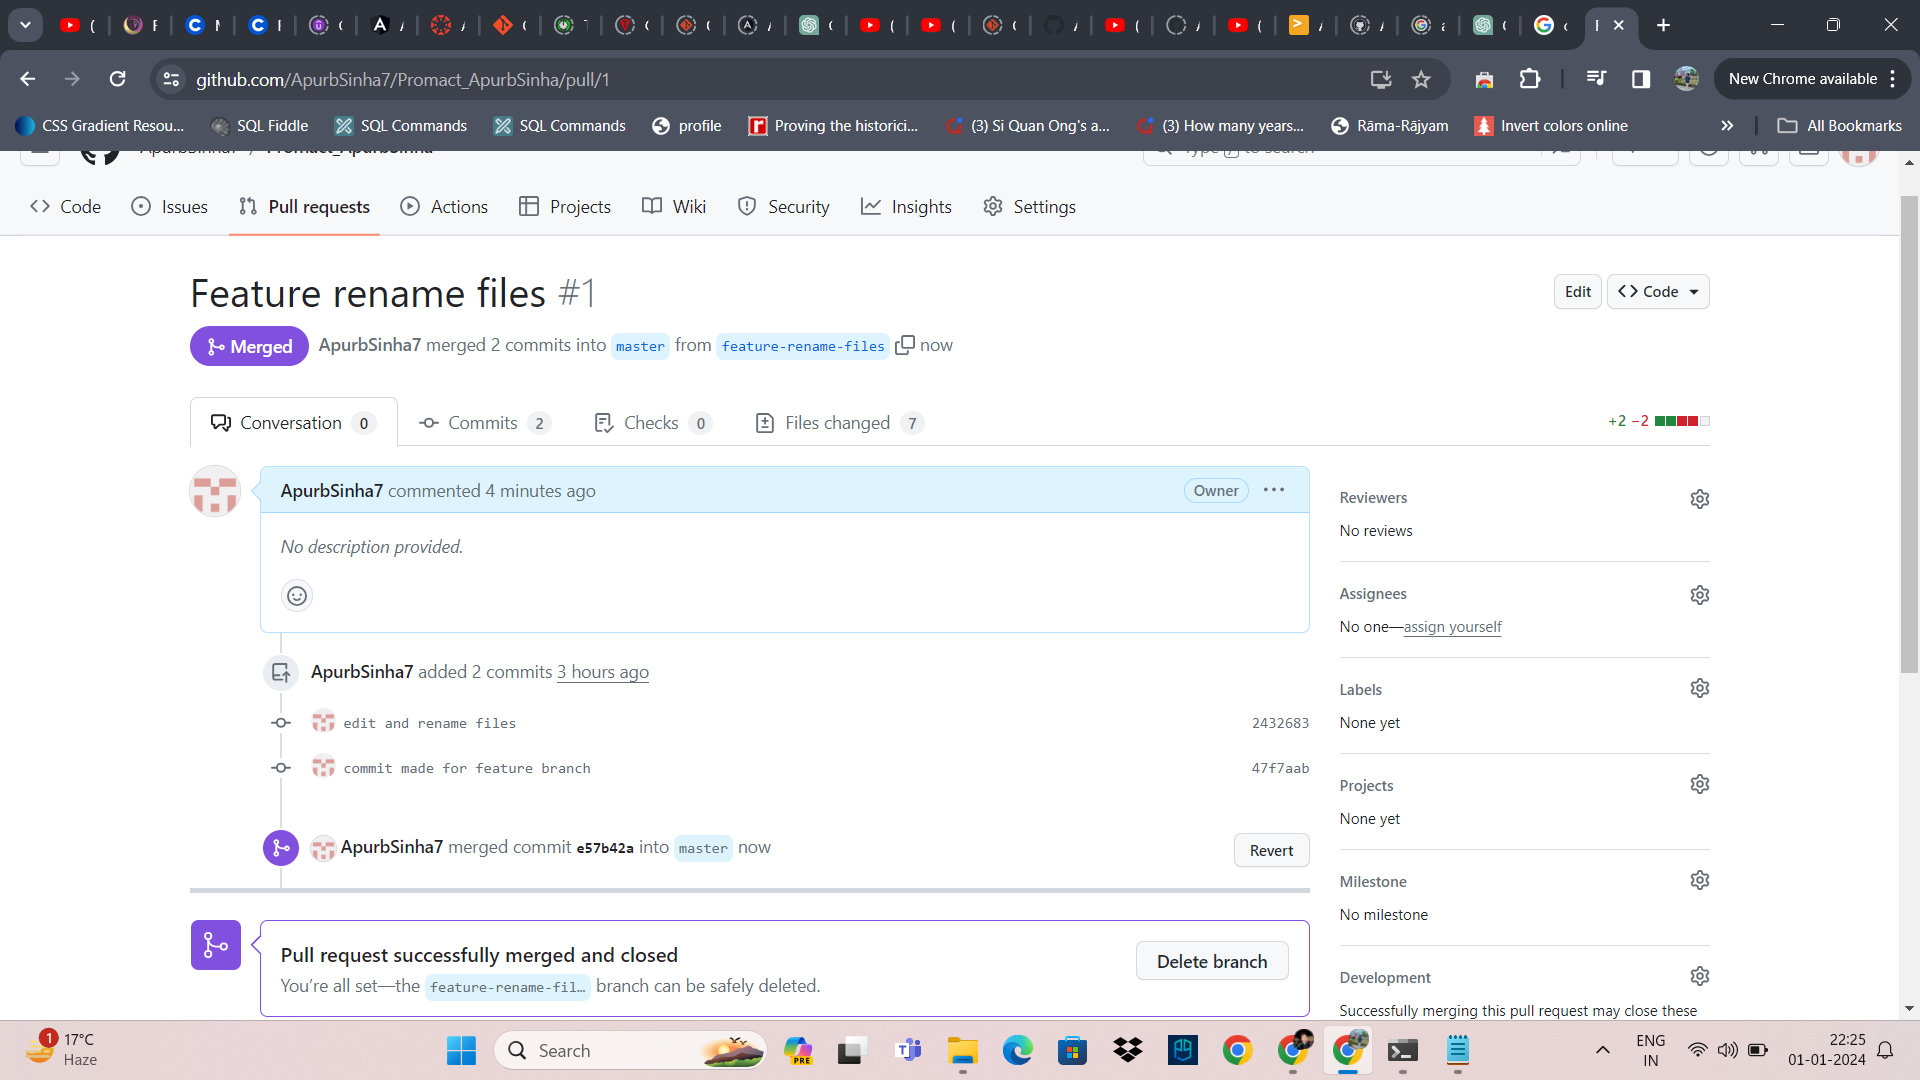 github.com/ApurbSinha7/Promact_ApurbSinha/pull/1
New Chrome available
CSS Gradient Resou...
SQL Fiddle
SQL Commands
SQL Commands
profile
Proving the historici...
(3) Si Quan Ong's a...
(3) How many years...
Rāma-Rājyam
Invert colors online
All Bookmarks
ApurbSinha7 / Promact_ApurbSinha
Type / to search
Code
Issues
Pull requests
Actions
Projects
Wiki
Security
Insights
Settings
Feature rename files #1
Edit
Code
Merged
ApurbSinha7 merged 2 commits into master from feature-rename-files now
Conversation 0
Commits 2
Checks 0
Files changed 7
+2 −2
ApurbSinha7 commented 4 minutes ago
Owner
No description provided.
ApurbSinha7 added 2 commits 3 hours ago
edit and rename files
2432683
commit made for feature branch
47f7aab
ApurbSinha7 merged commit e57b42a into master now
Revert
Pull request successfully merged and closed
You're all set—the feature-rename-fil… branch can be safely deleted.
Delete branch
Reviewers
No reviews
Assignees
No one—assign yourself
Labels
None yet
Projects
None yet
Milestone
No milestone
Development
Successfully merging this pull request may close these
1
17°C
Haze
Search
PRE
ENG
IN
22:25
01-01-2024